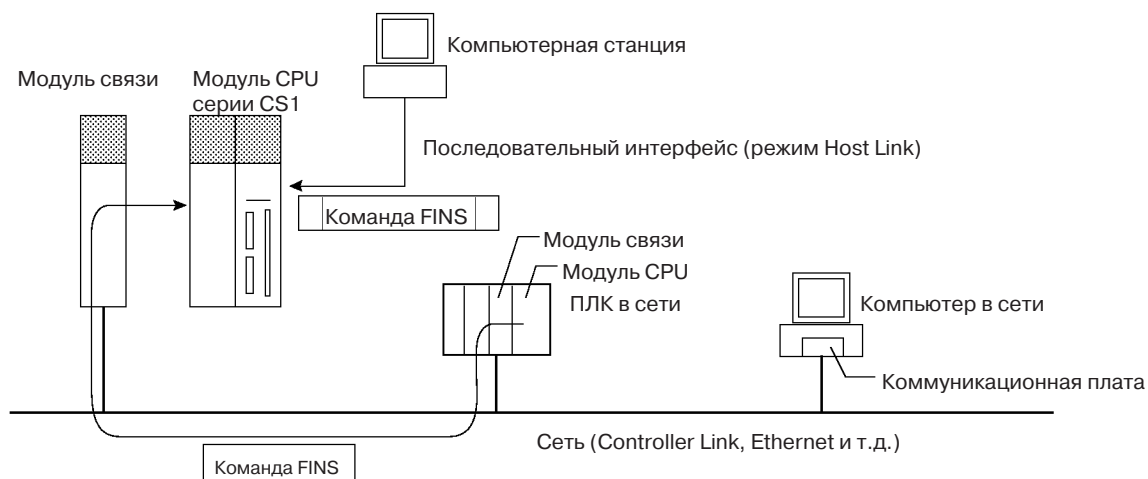 Компьютерная станция
Модуль связи
Модуль CPU
серии CS1
Последовательный интерфейс (режим Host Link)
Команда FINS
Модуль связи
Модуль CPU
ПЛК в сети
Компьютер в сети
Коммуникационная плата
Сеть (Controller Link, Ethernet и т.д.)
Команда FINS